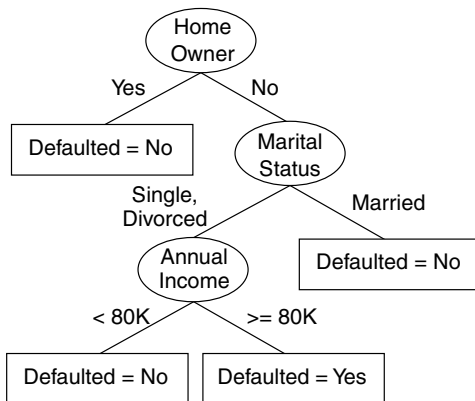 Home
Owner
Yes
No
Defaulted = No
Marital
Status
Single,
Divorced
Married
Annual
Income
Defaulted = No
< 80K
>= 80K
Defaulted = No
Defaulted = Yes